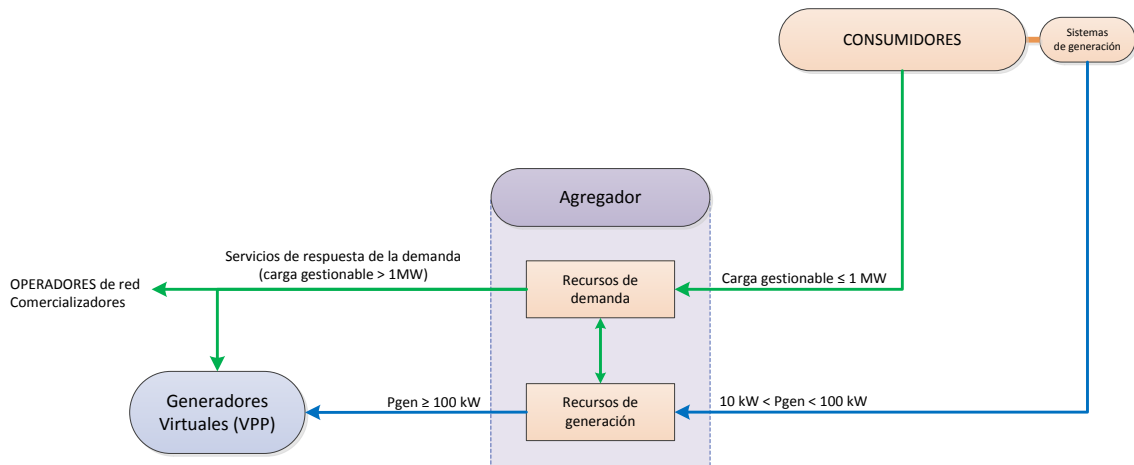 CONSUMIDORES
Sistemas
de generación
Agregador
Servicios de respuesta de la demanda
(carga gestionable > 1MW)
OPERADORES de red
Comercializadores
Recursos de
demanda
Carga gestionable ≤ 1 MW
Generadores
Virtuales (VPP)
Pgen ≥ 100 kW
Recursos de
generación
10 kW < Pgen < 100 kW